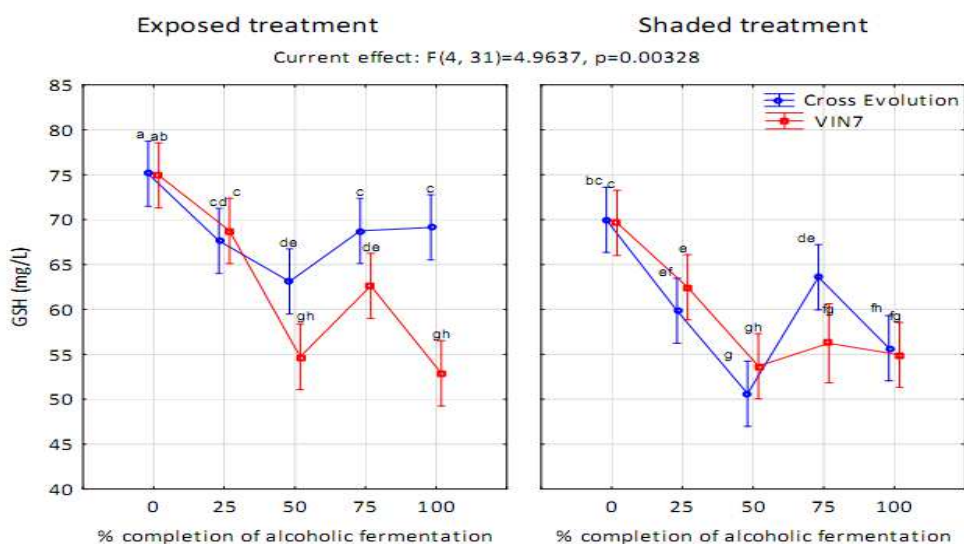 Exposed treatment
Shaded treatment
Current effect: F(4, 31)=4.9637, p=0.00328
Cross Evolution
VIN7
GSH (mg/L)
85
80
75
70
65
60
55
50
45
40
a ab
cd c
de
gh
c
de
c
gh
bc c
ef
e
g
gh
de
fg
fh fg
0 25 50 75 100
0 25 50 75 100
% completion of alcoholic fermentation
% completion of alcoholic fermentation